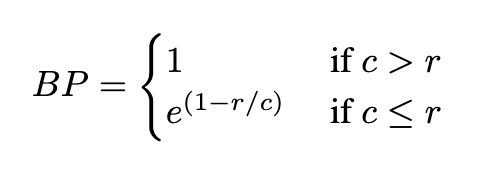 BP = { 1 if c > r
e^(1−r/c) if c ≤ r